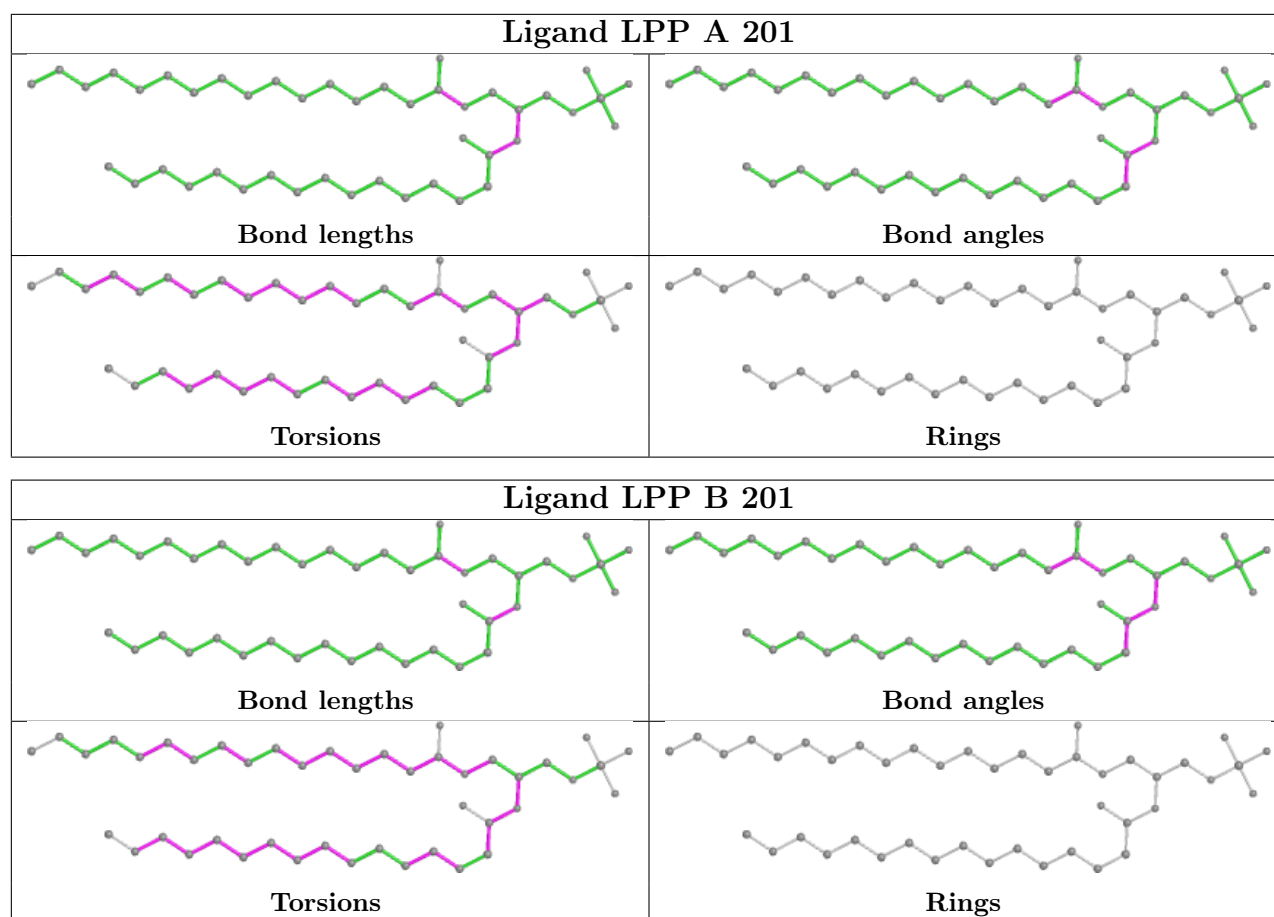 Ligand LPP A 201
Bond lengths
Bond angles
Torsions
Rings
Ligand LPP B 201
Bond lengths
Bond angles
Torsions
Rings